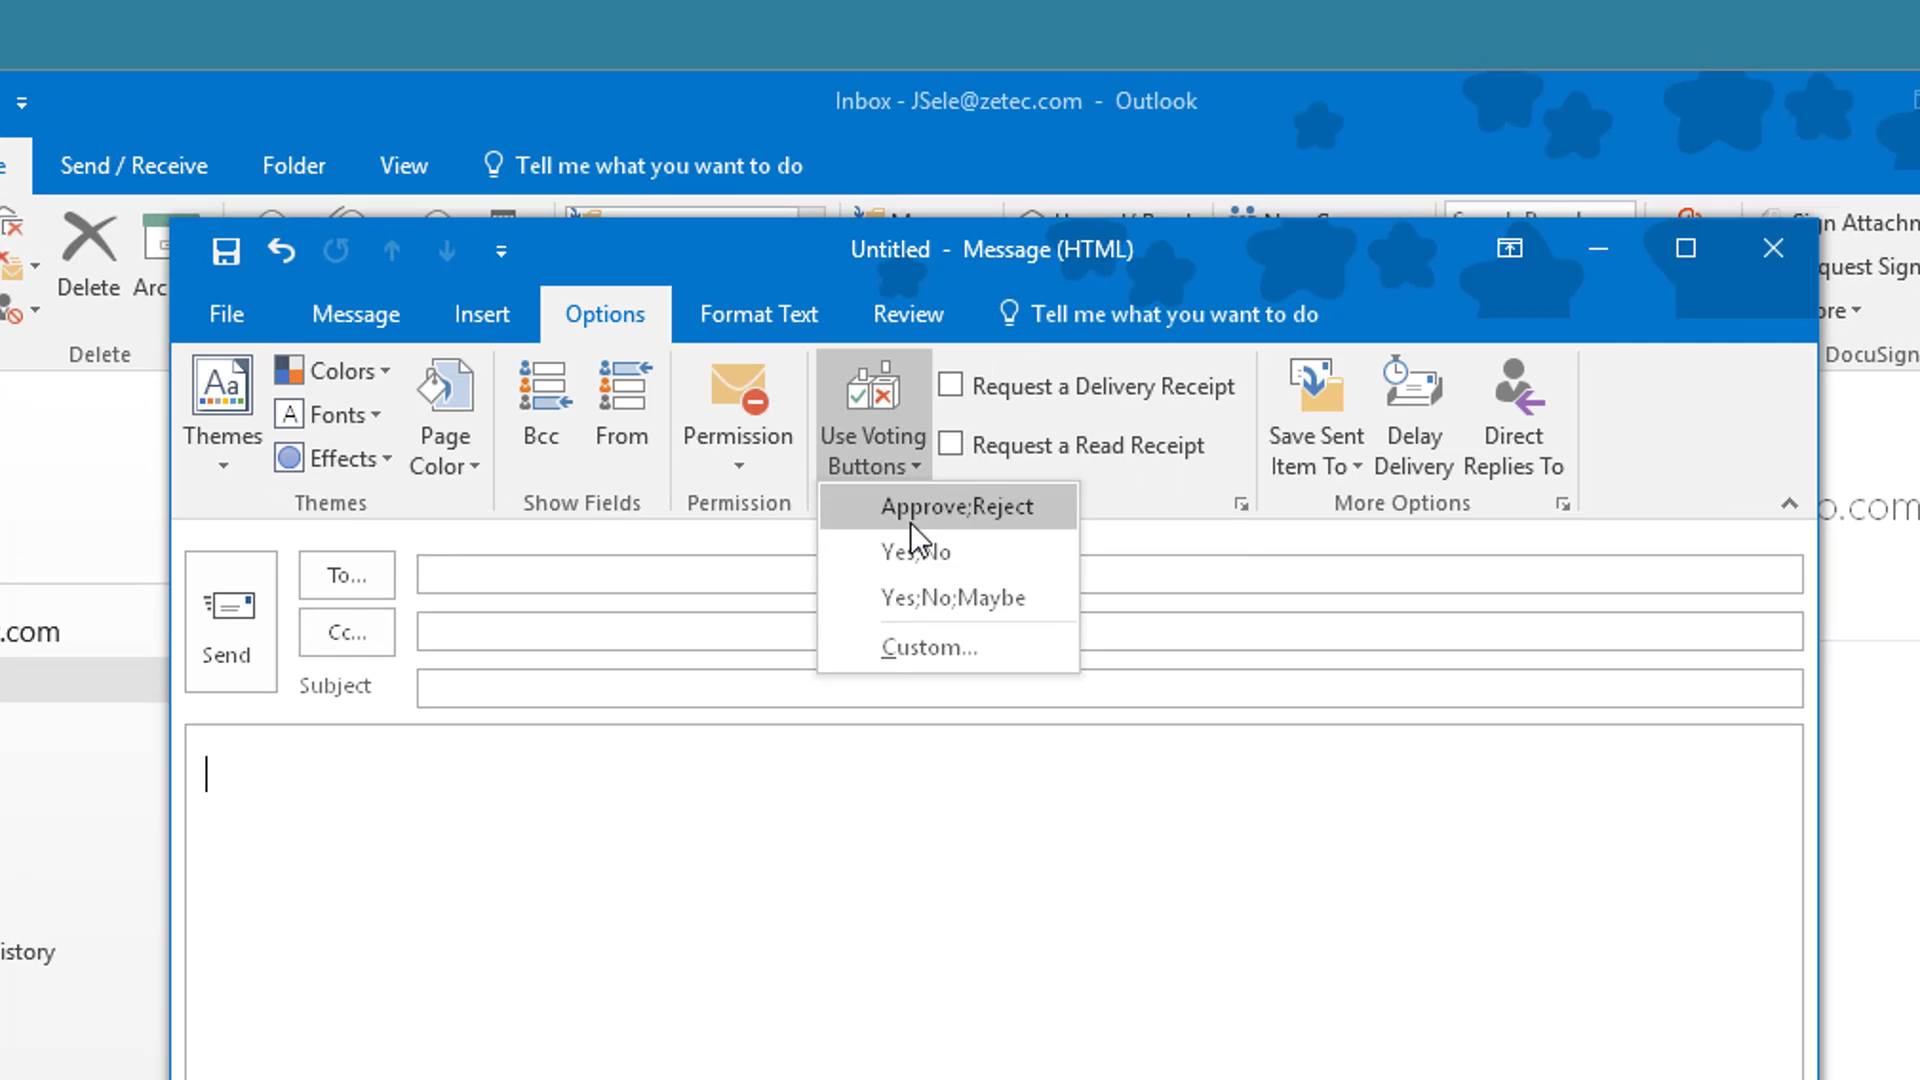 Inbox - JSele@zetec.com - Outlook
Send / Receive
Folder
View
Tell me what you want to do
Delete
Delete
Untitled - Message (HTML)
File
Message
Insert
Options
Format Text
Review
Tell me what you want to do
DocuSign
Themes
Colors
Fonts
Effects
Page
Color
Themes
Bcc
From
Show Fields
Permission
Permission
Use Voting
Buttons
Request a Delivery Receipt
Request a Read Receipt
Save Sent
Item To
Delay
Delivery
Direct
Replies To
More Options
Approve;Reject
Yes;No
Yes;No;Maybe
Custom...
Send
To...
Cc...
Subject
.com
o.com
istory